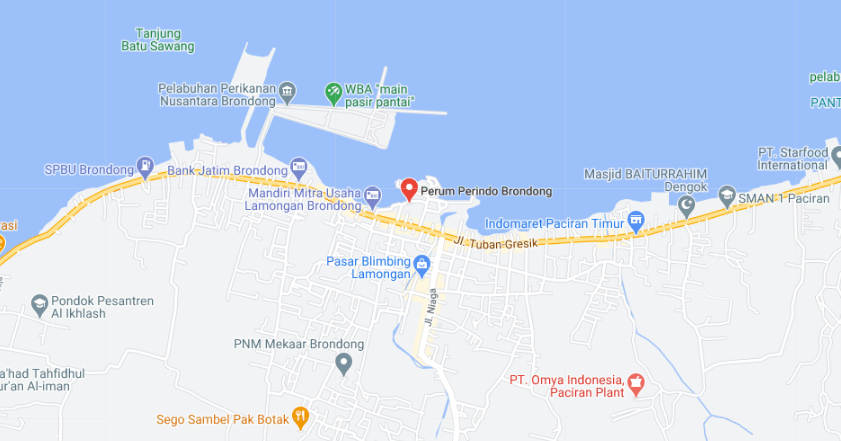 Tanjung
Batu Sawang
Pelabuhan Perikanan
Nusantara Brondong
WBA "main
pasir pantai"
pelab
PANT
PT. Starfood
International
SPBU Brondong
Bank Jatim Brondong
Mandiri Mitra Usaha
Lamongan Brondong
Perum Perindo Brondong
Masjid BAITURRAHIM
Dengok
SMAN 1 Paciran
Indomaret Paciran Timur
asi
Jl. Tuban Gresik
Pasar Blimbing
Lamongan
Jl. Niaga
Pondok Pesantren
Al Ikhlash
PNM Mekaar Brondong
a'had Tahfidhul
ur'an Al-iman
PT. Omya Indonesia,
Paciran Plant
Sego Sambel Pak Botak